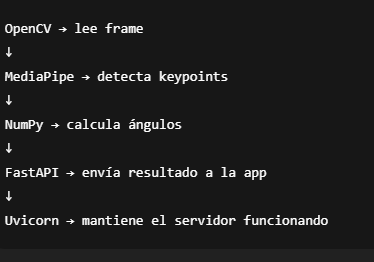 OpenCV → lee frame
↓
MediaPipe → detecta keypoints
↓
NumPy → calcula ángulos
↓
FastAPI → envía resultado a la app
↓
Uvicorn → mantiene el servidor funcionando